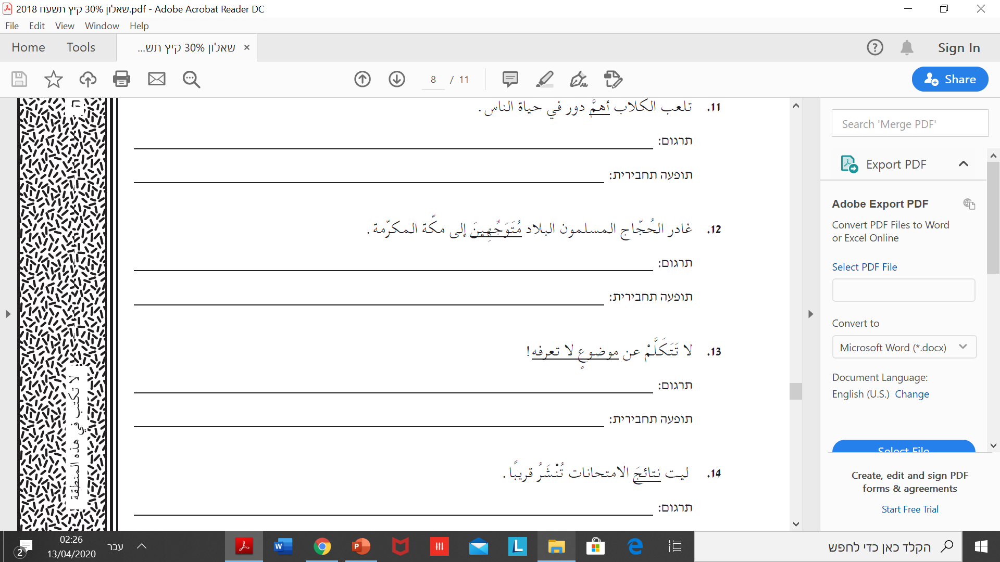 שאלון 30% קיץ תשעח 2018.pdf - Adobe Acrobat Reader DC
File Edit View Window Help
Home Tools שאלון 30% קיץ תש... × Sign In
8 / 11 Share
11. تلعب الكلاب أهمَّ دور في حياة الناس .
תרגום:
תופעה תחבירית:
12. غادر الحُجّاج المسلمون البلاد مُتَوَجِّهِينَ إلى مكّة المكرّمة .
תרגום:
תופעה תחבירית:
13. لا تَتَكَلَّمْ عن موضوعٍ لا تعرفه !
תרגום:
תופעה תחבירית:
14. ليت نتائجَ الامتحانات تُنْشَرُ قريبًا .
תרגום:
لا تكتب في هذه المنطقة
Search 'Merge PDF'
Export PDF
Adobe Export PDF
Convert PDF Files to Word
or Excel Online
Select PDF File
Convert to
Microsoft Word (*.docx)
Document Language:
English (U.S.) Change
Select File
Create, edit and sign PDF
forms & agreements
Start Free Trial
2
02:26
13/04/2020
עבר
הקלד כאן כדי לחפש